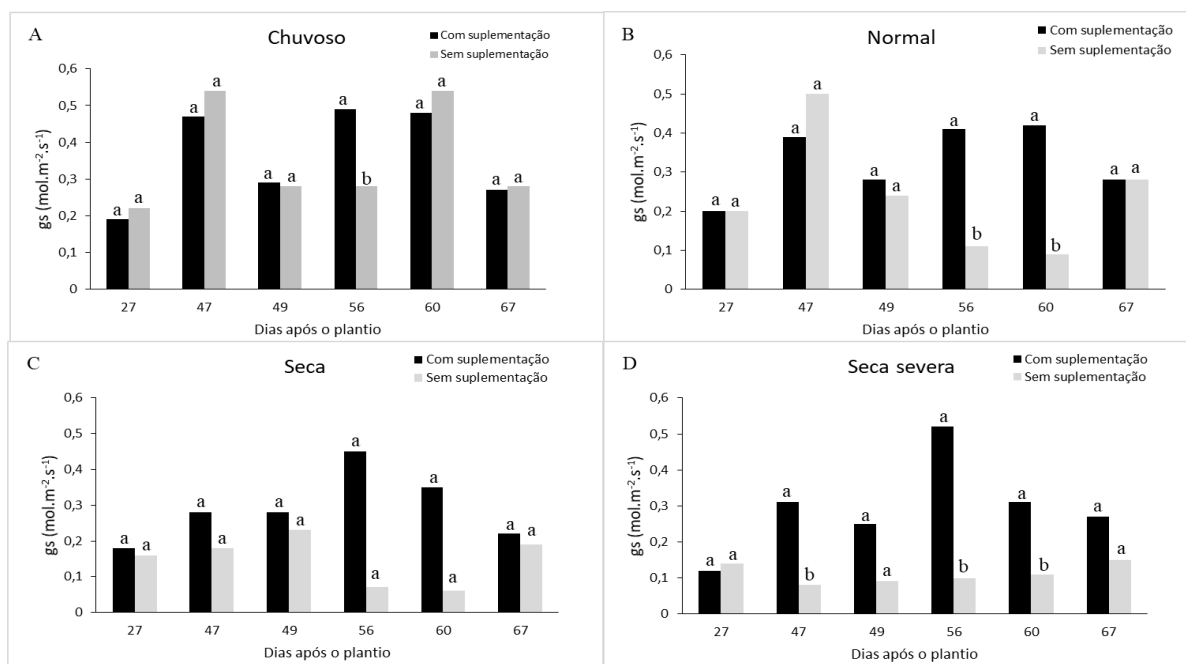 A
Chuvoso
Com suplementação
Sem suplementação
gs (mol.m-2.s-1)
0,6
0,5
0,4
0,3
0,2
0,1
0
a a a a a a a b a a a a
27 47 49 56 60 67
Dias após o plantio
B
Normal
Com suplementação
Sem suplementação
gs (mol.m-2.s-1)
0,6
0,5
0,4
0,3
0,2
0,1
0
a a a a a a a b a b a a
27 47 49 56 60 67
Dias após o plantio
C
Seca
Com suplementação
Sem suplementação
gs (mol.m-2.s-1)
0,6
0,5
0,4
0,3
0,2
0,1
0
a a a a a a a a a a a a
27 47 49 56 60 67
Dias após o plantio
D
Seca severa
Com suplementação
Sem suplementação
gs (mol.m-2.s-1)
0,6
0,5
0,4
0,3
0,2
0,1
0
a a a b a a a b a b a a
27 47 49 56 60 67
Dias após o plantio